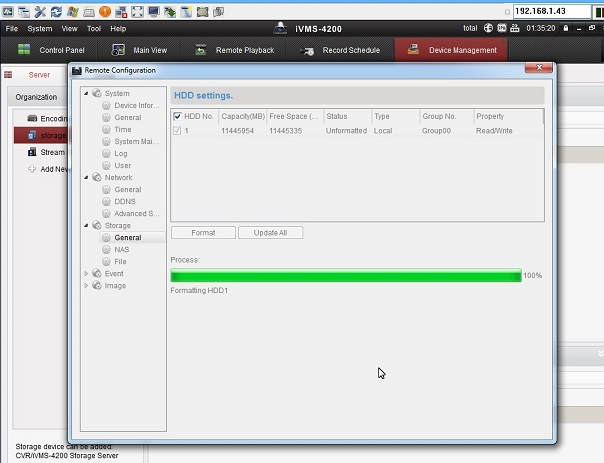 192.168.1.43
File System View Tool Help iVMS-4200 total 01:35:20
Control Panel Main View Remote Playback Record Schedule Device Management
Server
Organization
Encodin
storage
Stream
Add New
Storage device can be added:
CVR/iVMS-4200 Storage Server
Remote Configuration
System
Device Infor...
General
Time
System Mai...
Log
User
Network
General
DDNS
Advanced S...
Storage
General
NAS
File
Event
Image
HDD settings.
HDD No. Capacity(MB) Free Space (... Status Type Group No. Property
1 11445954 11445335 Unformatted Local Group00 Read/Write
Format Update All
Process:
100%
Formatting HDD1